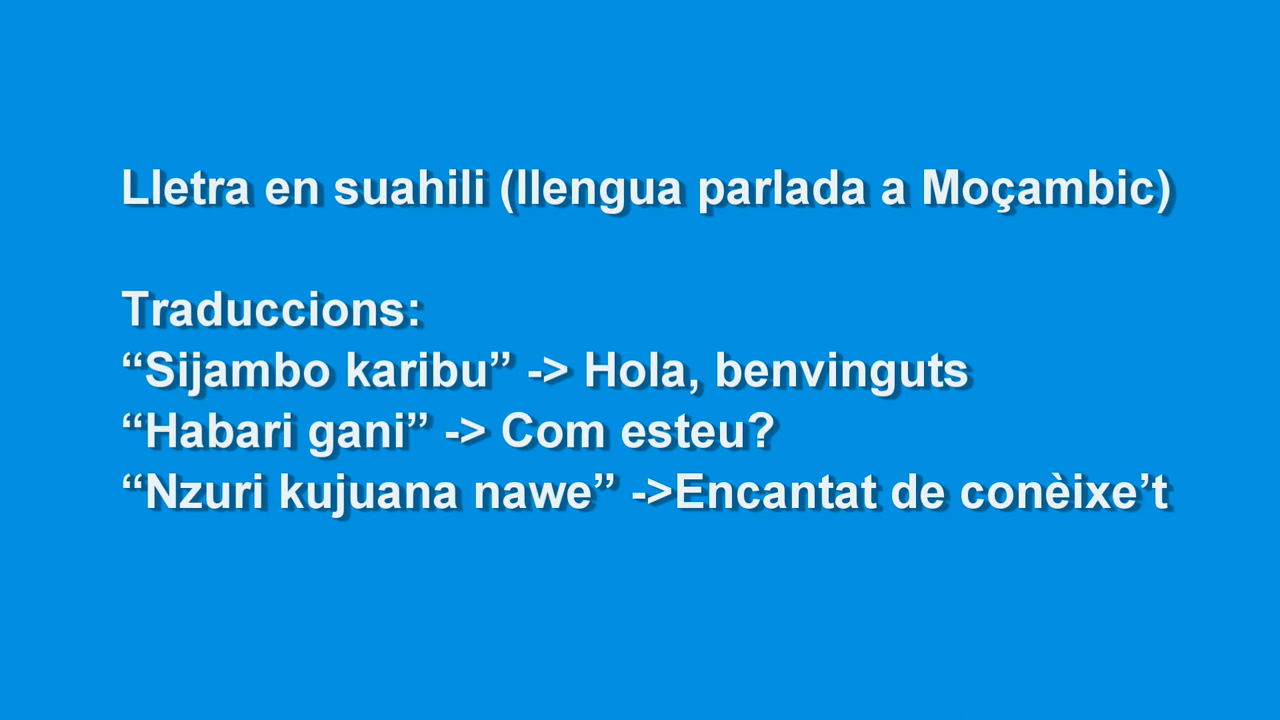 Lletra en suahili (llengua parlada a Moçambic)
Traduccions:
“Sijambo karibu” -> Hola, benvinguts
“Habari gani” -> Com esteu?
“Nzuri kujuana nawe” ->Encantat de conèixe’t